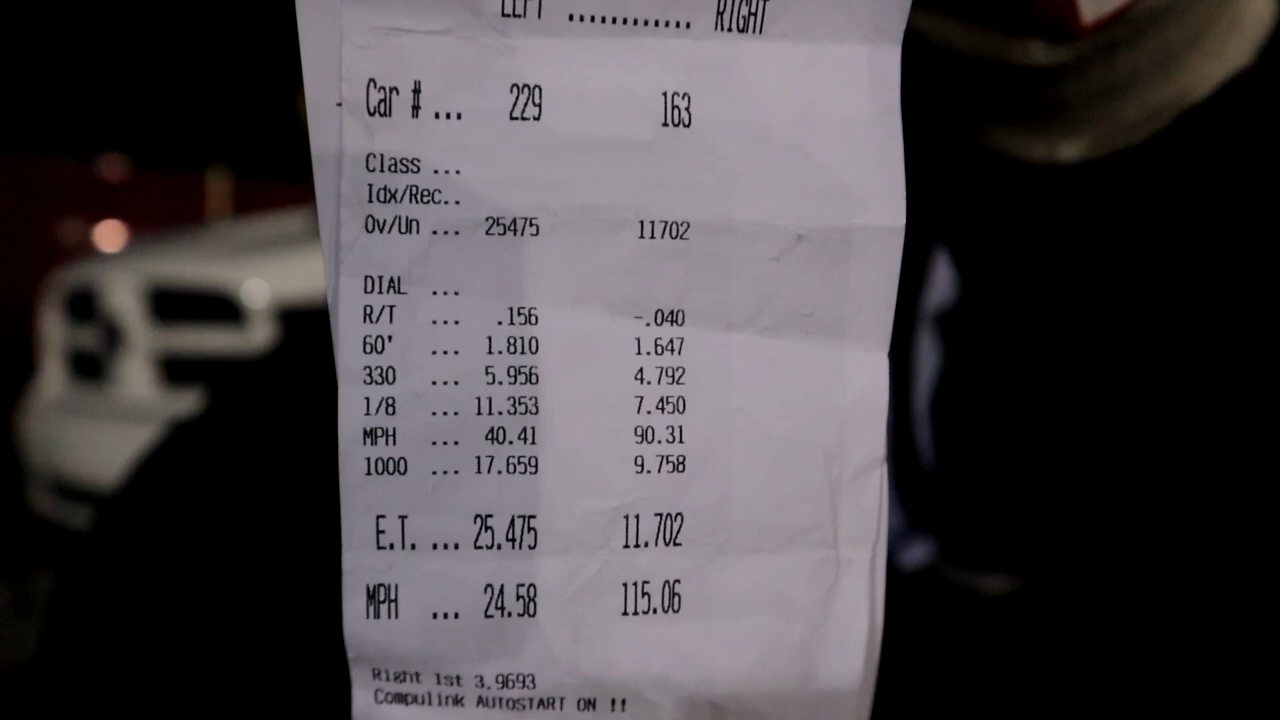 LEFT ............ RIGHT
Car # ... 229 163
Class ...
Idx/Rec..
Ov/Un ... 25475 11702
DIAL ...
R/T ... .156 -.040
60' ... 1.810 1.647
330 ... 5.956 4.792
1/8 ... 11.353 7.450
MPH ... 40.41 90.31
1000 ... 17.659 9.758
E.T. ... 25.475 11.702
MPH ... 24.58 115.06
Right 1st 3.9693
Compulink AUTOSTART ON !!